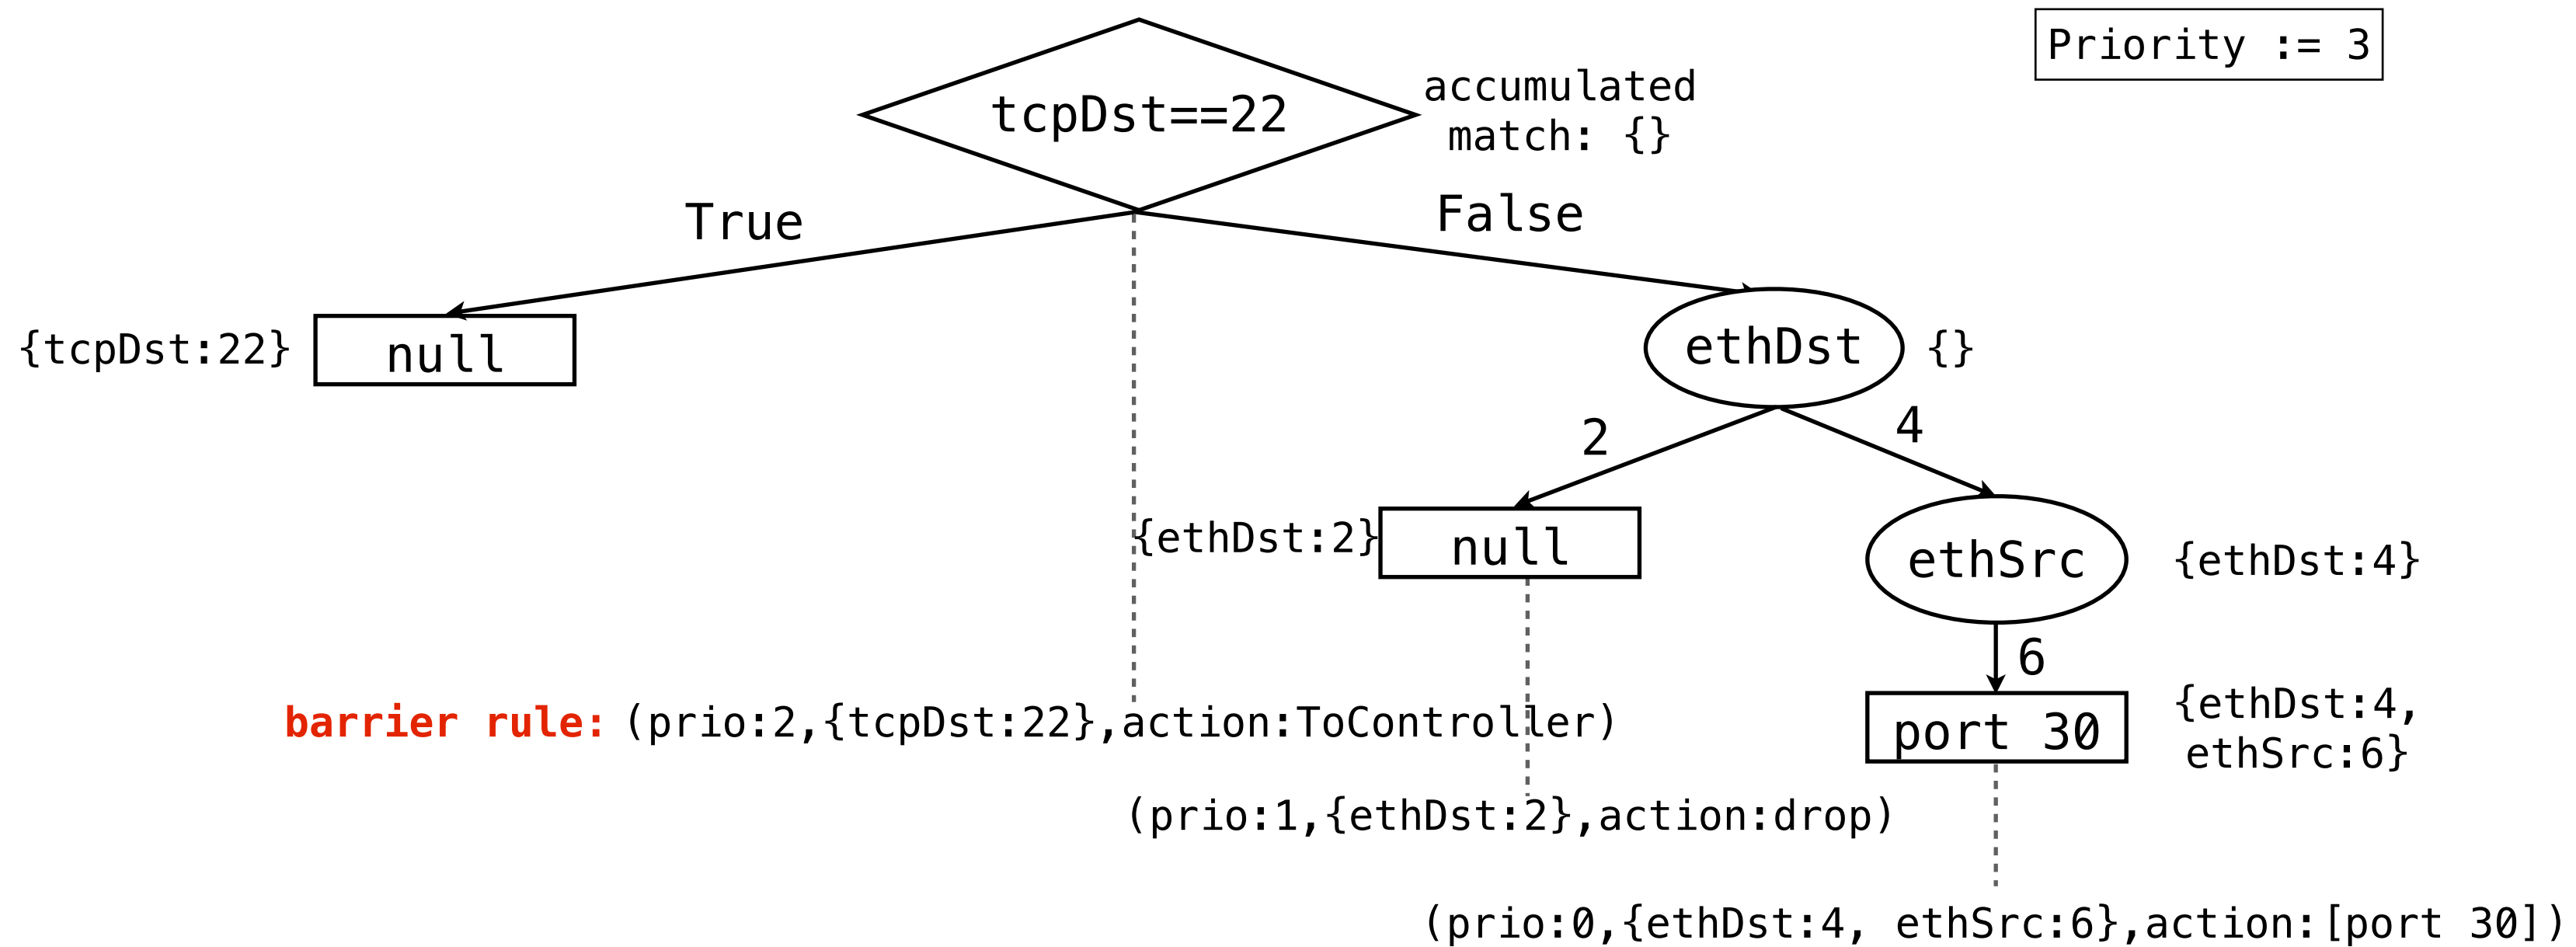 Priority := 3
tcpDst==22
accumulated
match: {}
True
False
{tcpDst:22}
null
ethDst
{}
2
4
{ethDst:2}
null
ethSrc
{ethDst:4}
6
barrier rule: (prio:2,{tcpDst:22},action:ToController)
port 30
{ethDst:4,
ethSrc:6}
(prio:1,{ethDst:2},action:drop)
(prio:0,{ethDst:4, ethSrc:6},action:[port 30])